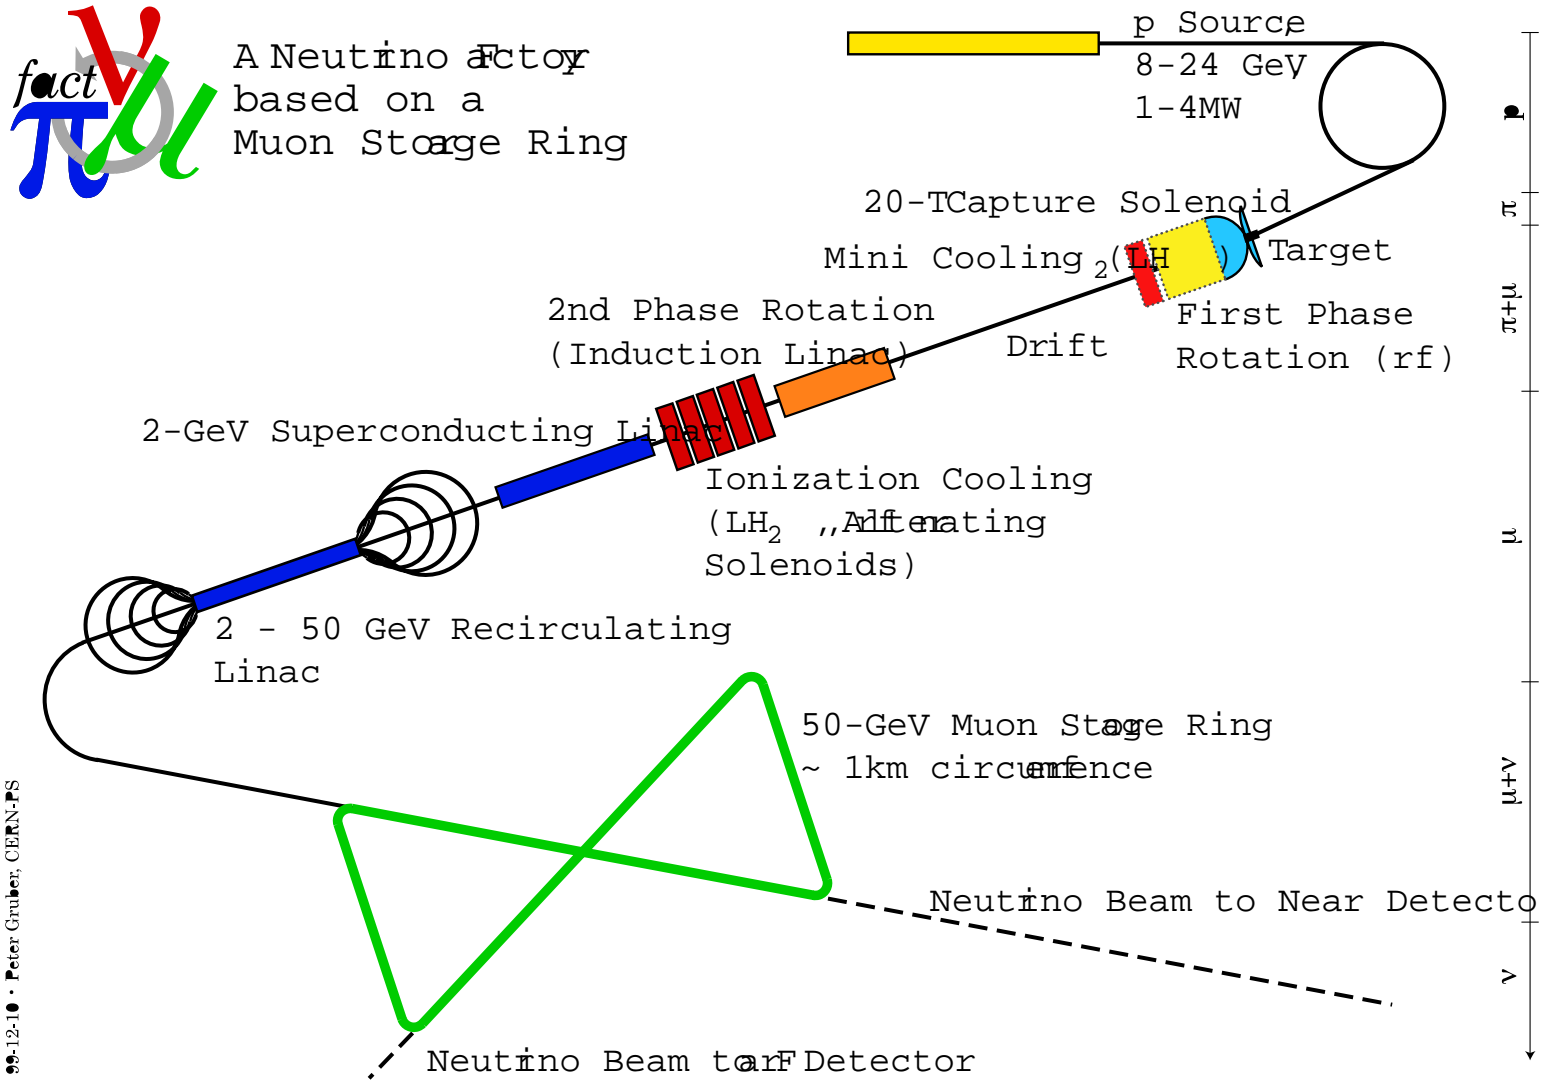 fact
ν
π
μ
A Neutrino Factory
based on a
Muon Storage Ring
p Source,
8-24 GeV,
1-4MW
20-T Capture Solenoid
Mini Cooling (LH2)
Target
2nd Phase Rotation
(Induction Linac)
Drift
First Phase
Rotation (rf)
2-GeV Superconducting Linac
Ionization Cooling
(LH2, rf, Alternating
Solenoids)
2 - 50 GeV Recirculating
Linac
50-GeV Muon Storage Ring
~ 1km circumference
Neutrino Beam to Near Detecto
Neutrino Beam to Far Detector
p
π
π+μ
μ
μ+ν
ν
99-12-10 • Peter Gruber, CERN-PS